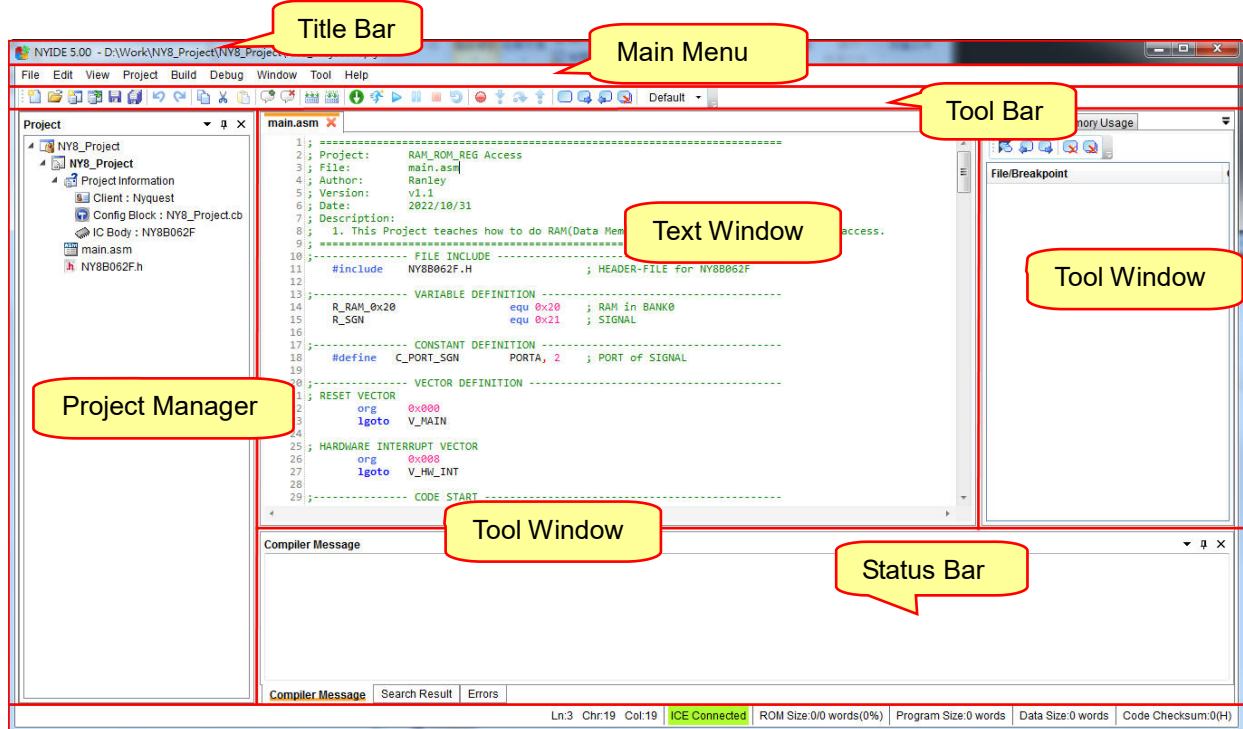 Title Bar
Main Menu
NYIDE 5.00 - D:\Work\NY8_Project\NY8_Pr
File Edit View Project Build Debug Window Tool Help
Default
Tool Bar
Project
main.asm
Usage
NY8_Project
NY8_Project
Project Information
Client : Nyquest
Config Block : NY8_Project.cb
IC Body : NY8B062F
main.asm
NY8B062F.h
1 ; =========================================================================
2 ; Project: RAM_ROM_REG Access
3 ; File: main.asm
4 ; Author: Ranley
5 ; Version: v1.1
6 ; Date: 2022/10/31
7 ; Description:
8 ; 1. This Project teaches how to do RAM(Data access.
9 ; =========================================================================
10 ;--------------- FILE INCLUDE
11 #include NY8B062F.H ; HEADER-FILE for NY8B062F
12
13 ;--------------- VARIABLE DEFINITION --------------------------------------
14 R_RAM_0x20 equ 0x20 ; RAM in BANK0
15 R_SGN equ 0x21 ; SIGNAL
16
17 ;--------------- CONSTANT DEFINITION --------------------------------------
18 #define C_PORT_SGN PORTA, 2 ; PORT of SIGNAL
19
20 ;--------------- VECTOR DEFINITION ----------------------------------------
1 ; RESET VECTOR
2 org 0x000
3 lgoto V_MAIN
24
25 ; HARDWARE INTERRUPT VECTOR
26 org 0x008
27 lgoto V_HW_INT
28
29 ;--------------- CODE START -----------------------------------------------
File/Breakpoint
Text Window
Tool Window
Project Manager
Tool Window
Compiler Message
Status Bar
Compiler Message Search Result Errors
Ln:3 Chr:19 Col:19 ICE Connected ROM Size:0/0 words(0%) Program Size:0 words Data Size:0 words Code Checksum:0(H)